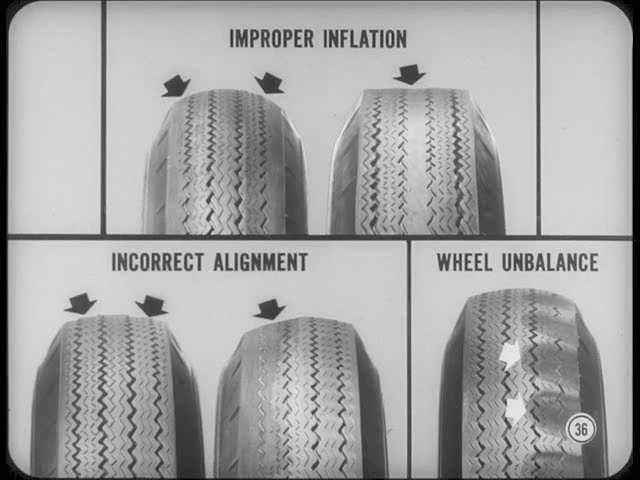 IMPROPER INFLATION
INCORRECT ALIGNMENT
WHEEL UNBALANCE
36